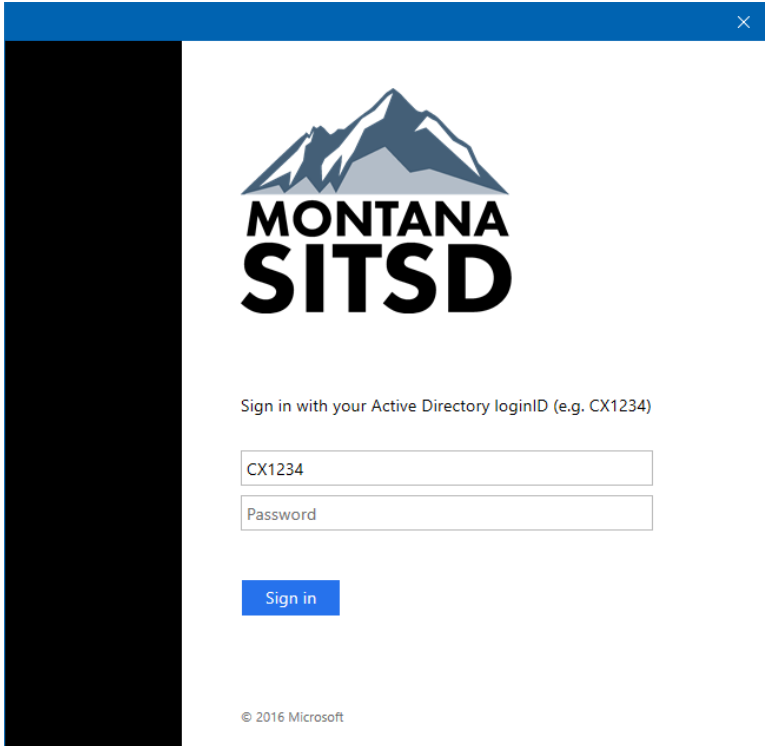 MONTANA
SITSD
Sign in with your Active Directory loginID (e.g. CX1234)
CX1234
Password
Sign in
© 2016 Microsoft